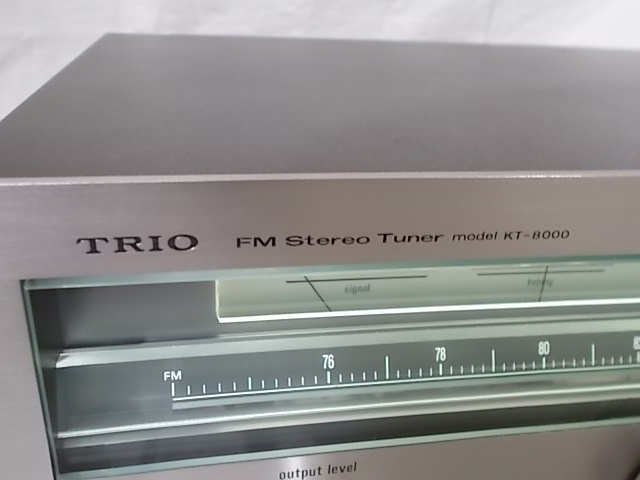 TRIO FM Stereo Tuner model KT-8000
signal tuning
FM 76 78 80
output level